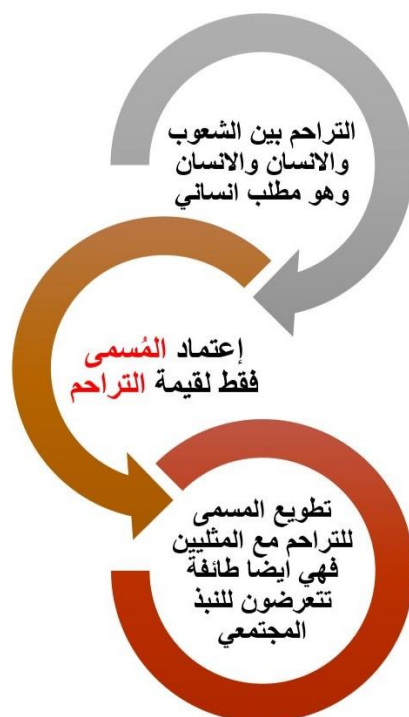 التراحم بين الشعوب
والانسان والانسان
وهو مطلب انساني
إعتماد المُسمى
فقط لقيمة التراحم
تطويع المسمى
للتراحم مع المثليين
فهي ايضا طائفة
تتعرضون للنبذ
المجتمعي